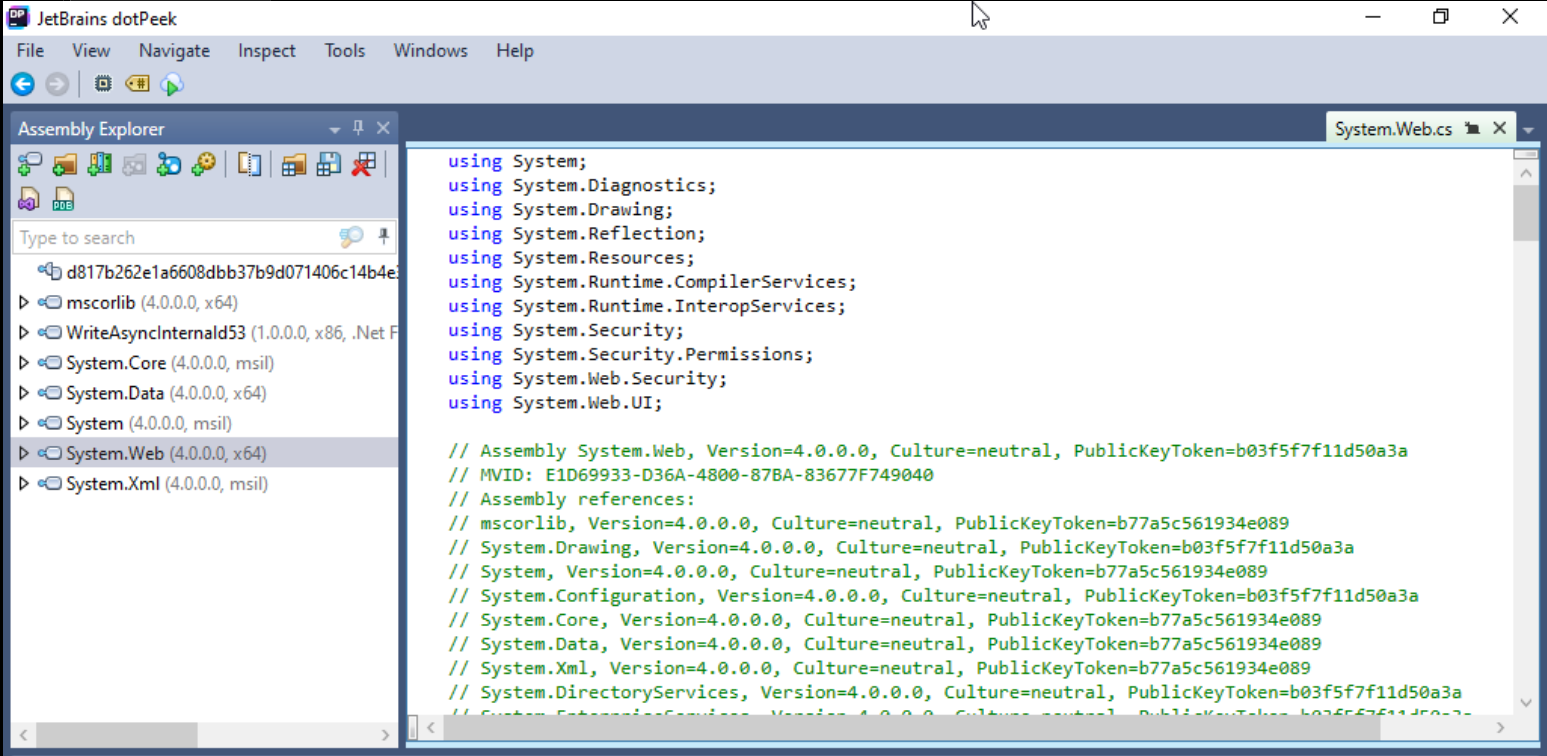 JetBrains dotPeek
File View Navigate Inspect Tools Windows Help
Assembly Explorer
System.Web.cs
PDB
Type to search
d817b262e1a6608dbb37b9d071406c14b4e
mscorlib (4.0.0.0, x64)
WriteAsyncInternald53 (1.0.0.0, x86, .Net F
System.Core (4.0.0.0, msil)
System.Data (4.0.0.0, x64)
System (4.0.0.0, msil)
System.Web (4.0.0.0, x64)
System.Xml (4.0.0.0, msil)
using System;
using System.Diagnostics;
using System.Drawing;
using System.Reflection;
using System.Resources;
using System.Runtime.CompilerServices;
using System.Runtime.InteropServices;
using System.Security;
using System.Security.Permissions;
using System.Web.Security;
using System.Web.UI;
// Assembly System.Web, Version=4.0.0.0, Culture=neutral, PublicKeyToken=b03f5f7f11d50a3a
// MVID: E1D69933-D36A-4800-87BA-83677F749040
// Assembly references:
// mscorlib, Version=4.0.0.0, Culture=neutral, PublicKeyToken=b77a5c561934e089
// System.Drawing, Version=4.0.0.0, Culture=neutral, PublicKeyToken=b03f5f7f11d50a3a
// System, Version=4.0.0.0, Culture=neutral, PublicKeyToken=b77a5c561934e089
// System.Configuration, Version=4.0.0.0, Culture=neutral, PublicKeyToken=b03f5f7f11d50a3a
// System.Core, Version=4.0.0.0, Culture=neutral, PublicKeyToken=b77a5c561934e089
// System.Data, Version=4.0.0.0, Culture=neutral, PublicKeyToken=b77a5c561934e089
// System.Xml, Version=4.0.0.0, Culture=neutral, PublicKeyToken=b77a5c561934e089
// System.DirectoryServices, Version=4.0.0.0, Culture=neutral, PublicKeyToken=b03f5f7f11d50a3a